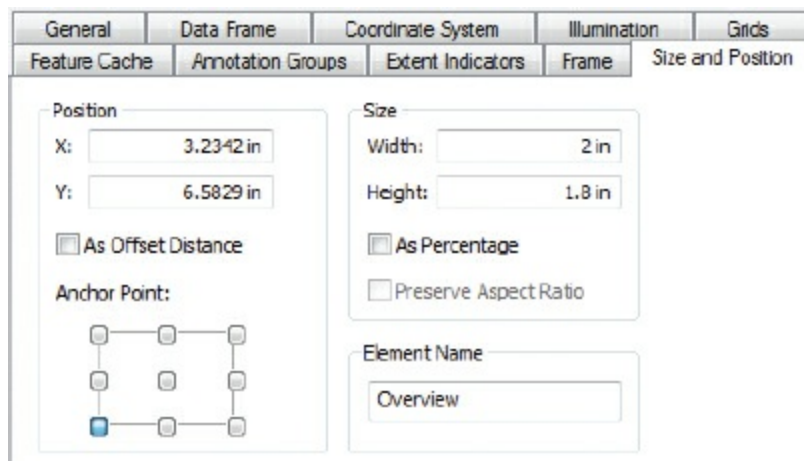 General Data Frame Coordinate System Illumination Grids
Feature Cache Annotation Groups Extent Indicators Frame Size and Position
Position
X: 3.2342 in
Y: 6.5829 in
As Offset Distance
Anchor Point:
Size
Width: 2 in
Height: 1.8 in
As Percentage
Preserve Aspect Ratio
Element Name
Overview